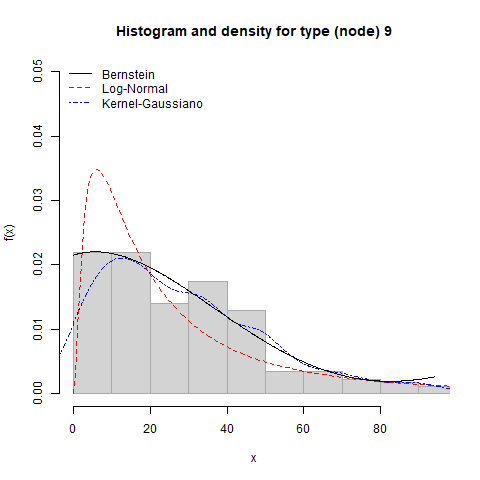 Histogram and density for type (node) 9
Bernstein
Log-Normal
Kernel-Gaussiano
0.05
0.04
0.03
0.02
0.01
0.00
f(x)
0 20 40 60 80
x